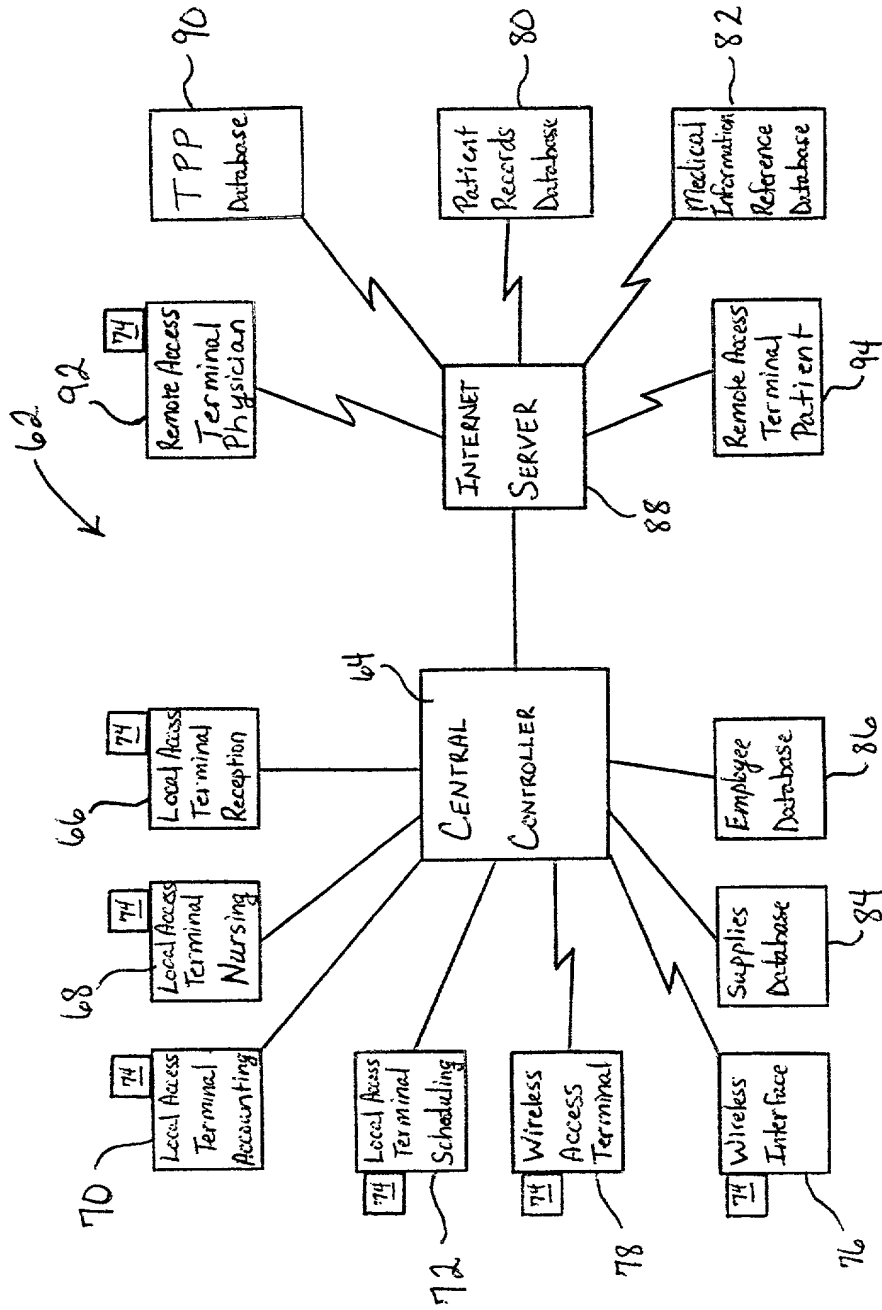 62
92
74
Remote Access
Terminal
Physician
90
TPP
Database
80
Patient
Records
Database
82
Medical
Information
Reference
Database
94
Remote Access
Terminal
Patient
INTERNET
SERVER
88
64
CENTRAL
CONTROLLER
66
74
Local Access
Terminal
Reception
68
74
Local Access
Terminal
Nursing
70
74
Local Access
Terminal
Accounting
72
74
Local Access
Terminal
Scheduling
78
74
Wireless
Access
Terminal
76
74
Wireless
Interface
84
Supplies
Database
86
Employee
Database